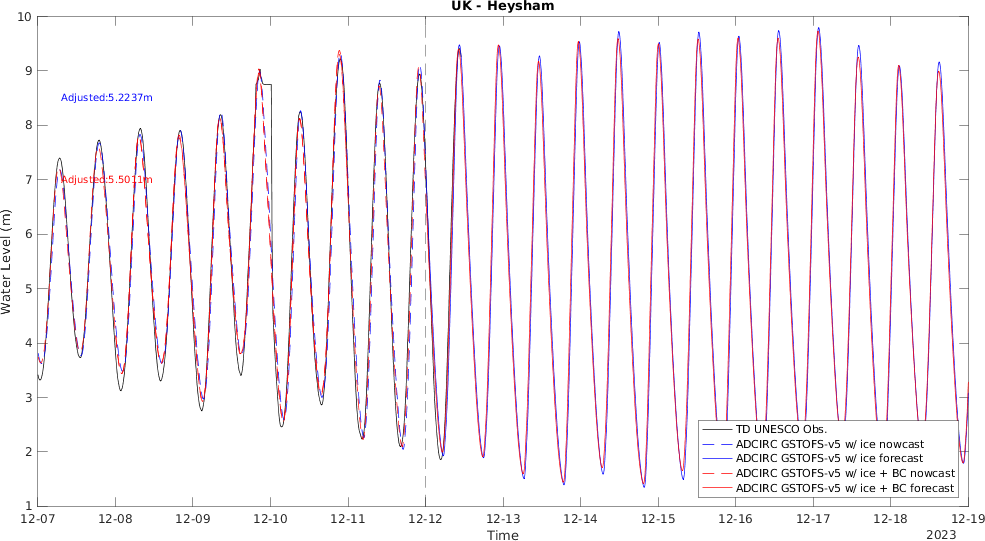 UK - Heysham
10
9
8
7
6
5
4
3
2
1
Water Level (m)
Adjusted:5.2237m
Adjusted:5.5011m
TD UNESCO Obs.
ADCIRC GSTOFS-v5 w/ ice nowcast
ADCIRC GSTOFS-v5 w/ ice forecast
ADCIRC GSTOFS-v5 w/ ice + BC nowcast
ADCIRC GSTOFS-v5 w/ ice + BC forecast
12-07 12-08 12-09 12-10 12-11 12-12 12-13 12-14 12-15 12-16 12-17 12-18 12-19
Time
2023